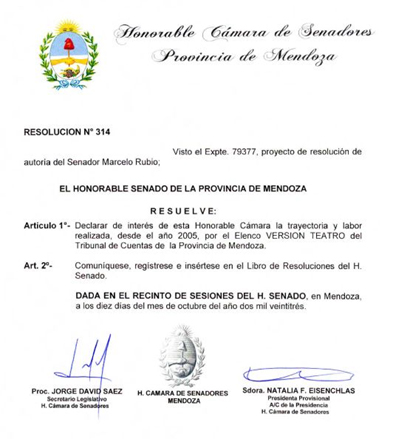 Honorable Cámara de Senadores
Provincia de Mendoza
RESOLUCION N° 314
Visto el Expte. 79377, proyecto de resolución de
autoría del Senador Marcelo Rubio;
EL HONORABLE SENADO DE LA PROVINCIA DE MENDOZA
R E S U E L V E:
Artículo 1°- Declarar de interés de esta Honorable Cámara la trayectoria y labor
realizada, desde el año 2005, por el Elenco VERSION TEATRO del
Tribunal de Cuentas de la Provincia de Mendoza.
Art. 2º- Comuníquese, regístrese e insértese en el Libro de Resoluciones del H.
Senado.
DADA EN EL RECINTO DE SESIONES DEL H. SENADO, en Mendoza,
a los diez días del mes de octubre del año dos mil veintitrés.
Proc. JORGE DAVID SAEZ
Secretario Legislativo
H. Cámara de Senadores
H. CAMARA DE SENADORES
MENDOZA
Sdora. NATALIA F. EISENCHLAS
Presidenta Provisional
A/C de la Presidencia
H. Cámara de Senadores